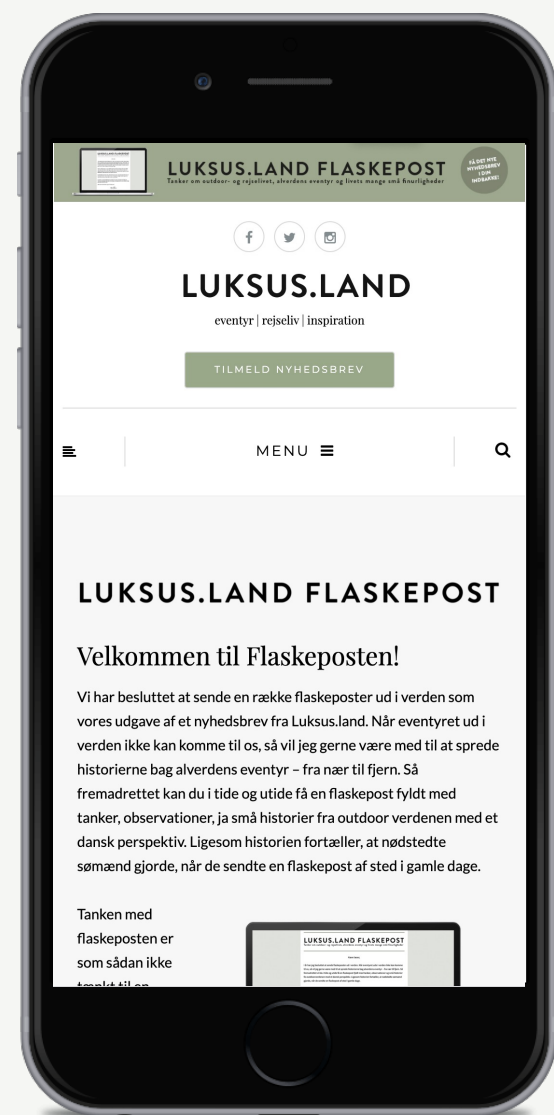 LUKSUS.LAND FLASKEPOST
Tanker om outdoor- og rejselivet, alverdens eventyr og livets mange små finurligheder
FÅ DET NYE
NYHEDSBREV
I DIN
INDBAKKE!
LUKSUS.LAND
eventyr | rejseliv | inspiration
TILMELD NYHEDSBREV
MENU
LUKSUS.LAND FLASKEPOST
Velkommen til Flaskeposten!
Vi har besluttet at sende en række flaskeposter ud i verden som
vores udgave af et nyhedsbrev fra Luksus.land. Når eventyret ud i
verden ikke kan komme til os, så vil jeg gerne være med til at sprede
historierne bag alverdens eventyr – fra nær til fjern. Så
fremadrettet kan du i tide og utide få en flaskepost fyldt med
tanker, observationer, ja små historier fra outdoor verdenen med et
dansk perspektiv. Ligesom historien fortæller, at nødstedte
sømænd gjorde, når de sendte en flaskepost af sted i gamle dage.
Tanken med
flaskeposten er
som sådan ikke
tænkt til en
LUKSUS.LAND FLASKEPOST